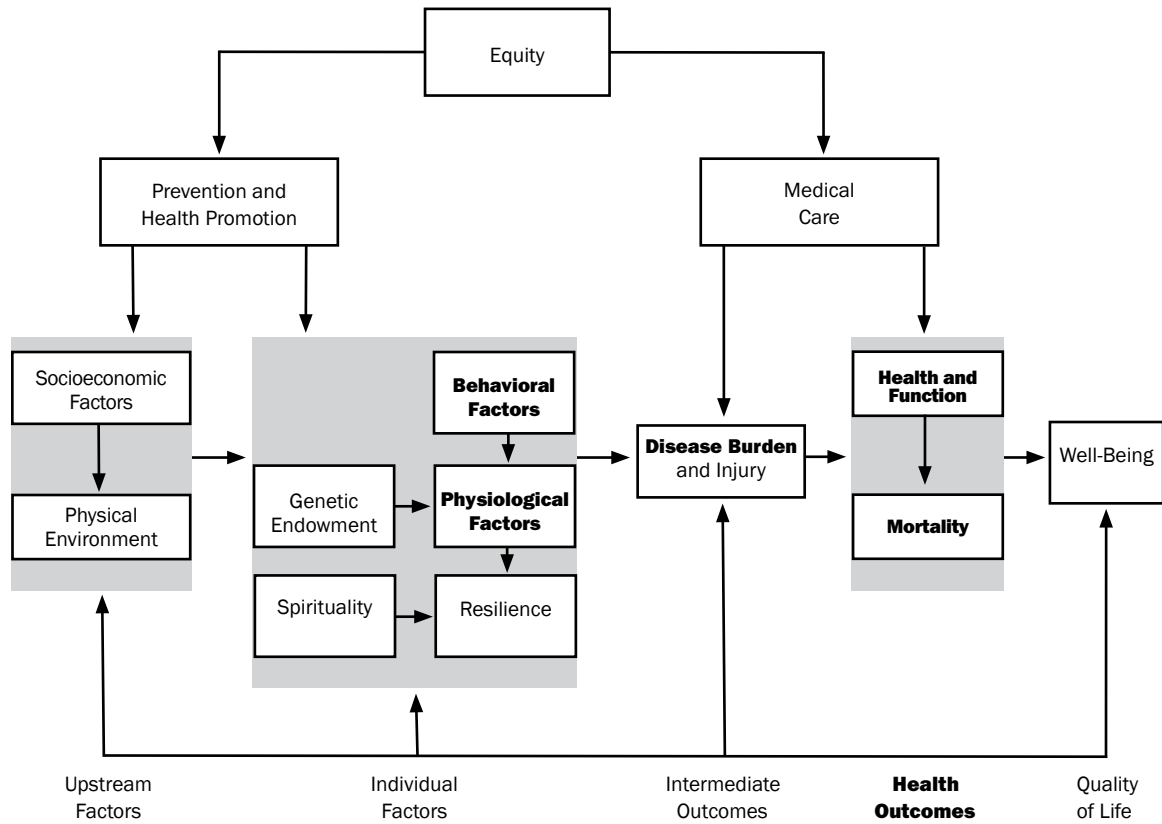 Equity
Prevention and
Health Promotion
Medical
Care
Socioeconomic
Factors
Physical
Environment
Behavioral
Factors
Genetic
Endowment
Physiological
Factors
Spirituality
Resilience
Disease Burden
and Injury
Health and
Function
Mortality
Well-Being
Upstream
Factors
Individual
Factors
Intermediate
Outcomes
Health
Outcomes
Quality
of Life